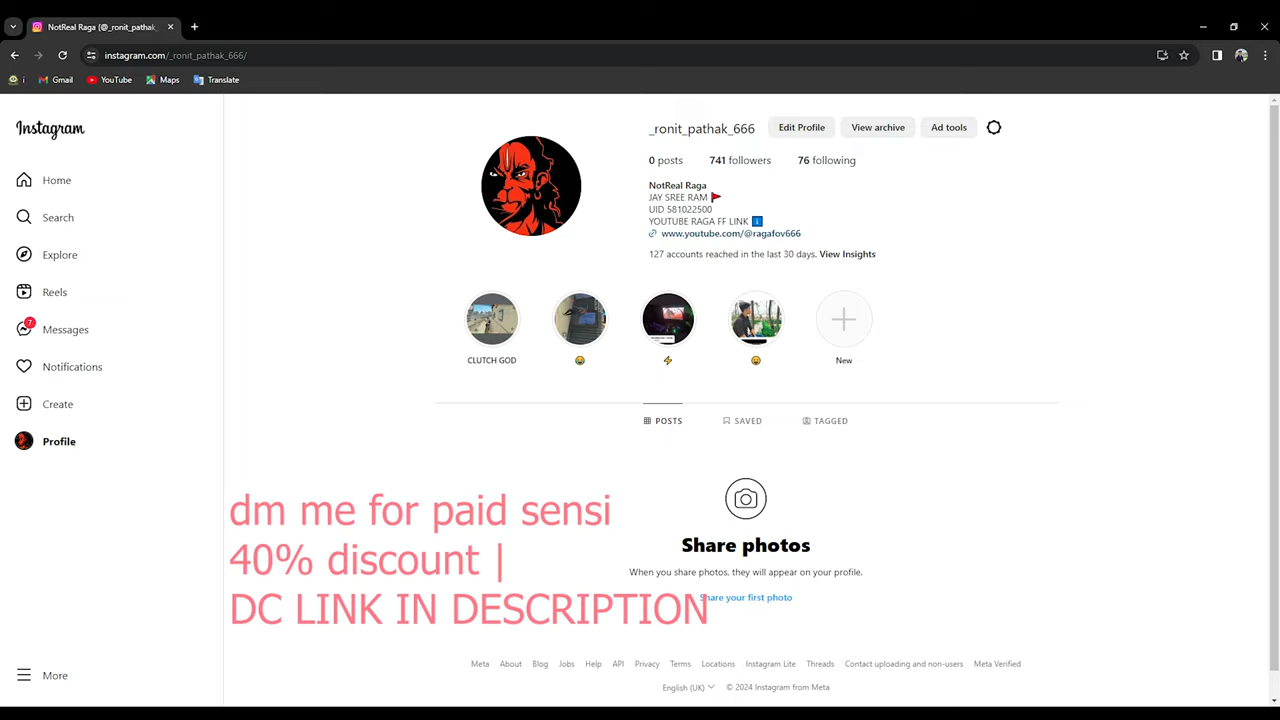 NotReal Raga (@_ronit_pathak_
instagram.com/_ronit_pathak_666/
i
Gmail
YouTube
Maps
Translate
Instagram
Home
Search
Explore
Reels
7
Messages
Notifications
Create
Profile
More
_ronit_pathak_666
Edit Profile
View archive
Ad tools
0 posts
741 followers
76 following
NotReal Raga
JAY SREE RAM 🚩
UID 581022500
YOUTUBE RAGA FF LINK ⬇️
www.youtube.com/@ragafov666
127 accounts reached in the last 30 days. View Insights
CLUTCH GOD
😄
⚡
😄
New
POSTS
SAVED
TAGGED
dm me for paid sensi
40% discount |
DC LINK IN DESCRIPTION
Share photos
When you share photos, they will appear on your profile.
Share your first photo
Meta
About
Blog
Jobs
Help
API
Privacy
Terms
Locations
Instagram Lite
Threads
Contact uploading and non-users
Meta Verified
English (UK)
© 2024 Instagram from Meta